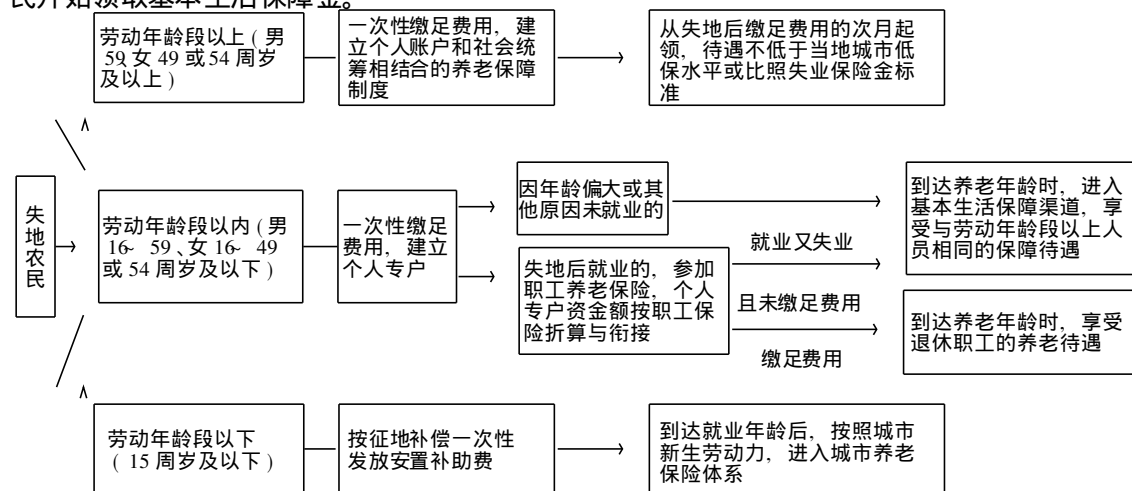 民开始领取基本生活保障金。
劳动年龄段以上(男
59、女 49 或 54 周岁
及以上)
一次性缴足费用, 建
立个人账户和社会统
筹相结合的养老保障
制度
从失地后缴足费用的次月起
领, 待遇不低于当地城市低
保水平或比照失业保险金标
准
失
地
农
民
劳动年龄段以内(男
16~ 59、女 16~ 49
或 54 周岁及以下)
一次性缴足
费用, 建立
个人专户
因年龄偏大或其
他原因未就业的
失地后就业的, 参加
职工养老保险, 个人
专户资金额按职工保
险折算与衔接
就业又失业
且未缴足费用
缴足费用
到达养老年龄时, 进入
基本生活保障渠道, 享
受与劳动年龄段以上人
员相同的保障待遇
到达养老年龄时, 享受
退休职工的养老待遇
劳动年龄段以下
( 15 周岁及以下)
按征地补偿一次性
发放安置补助费
到达就业年龄后, 按照城市
新生劳动力, 进入城市养老
保险体系